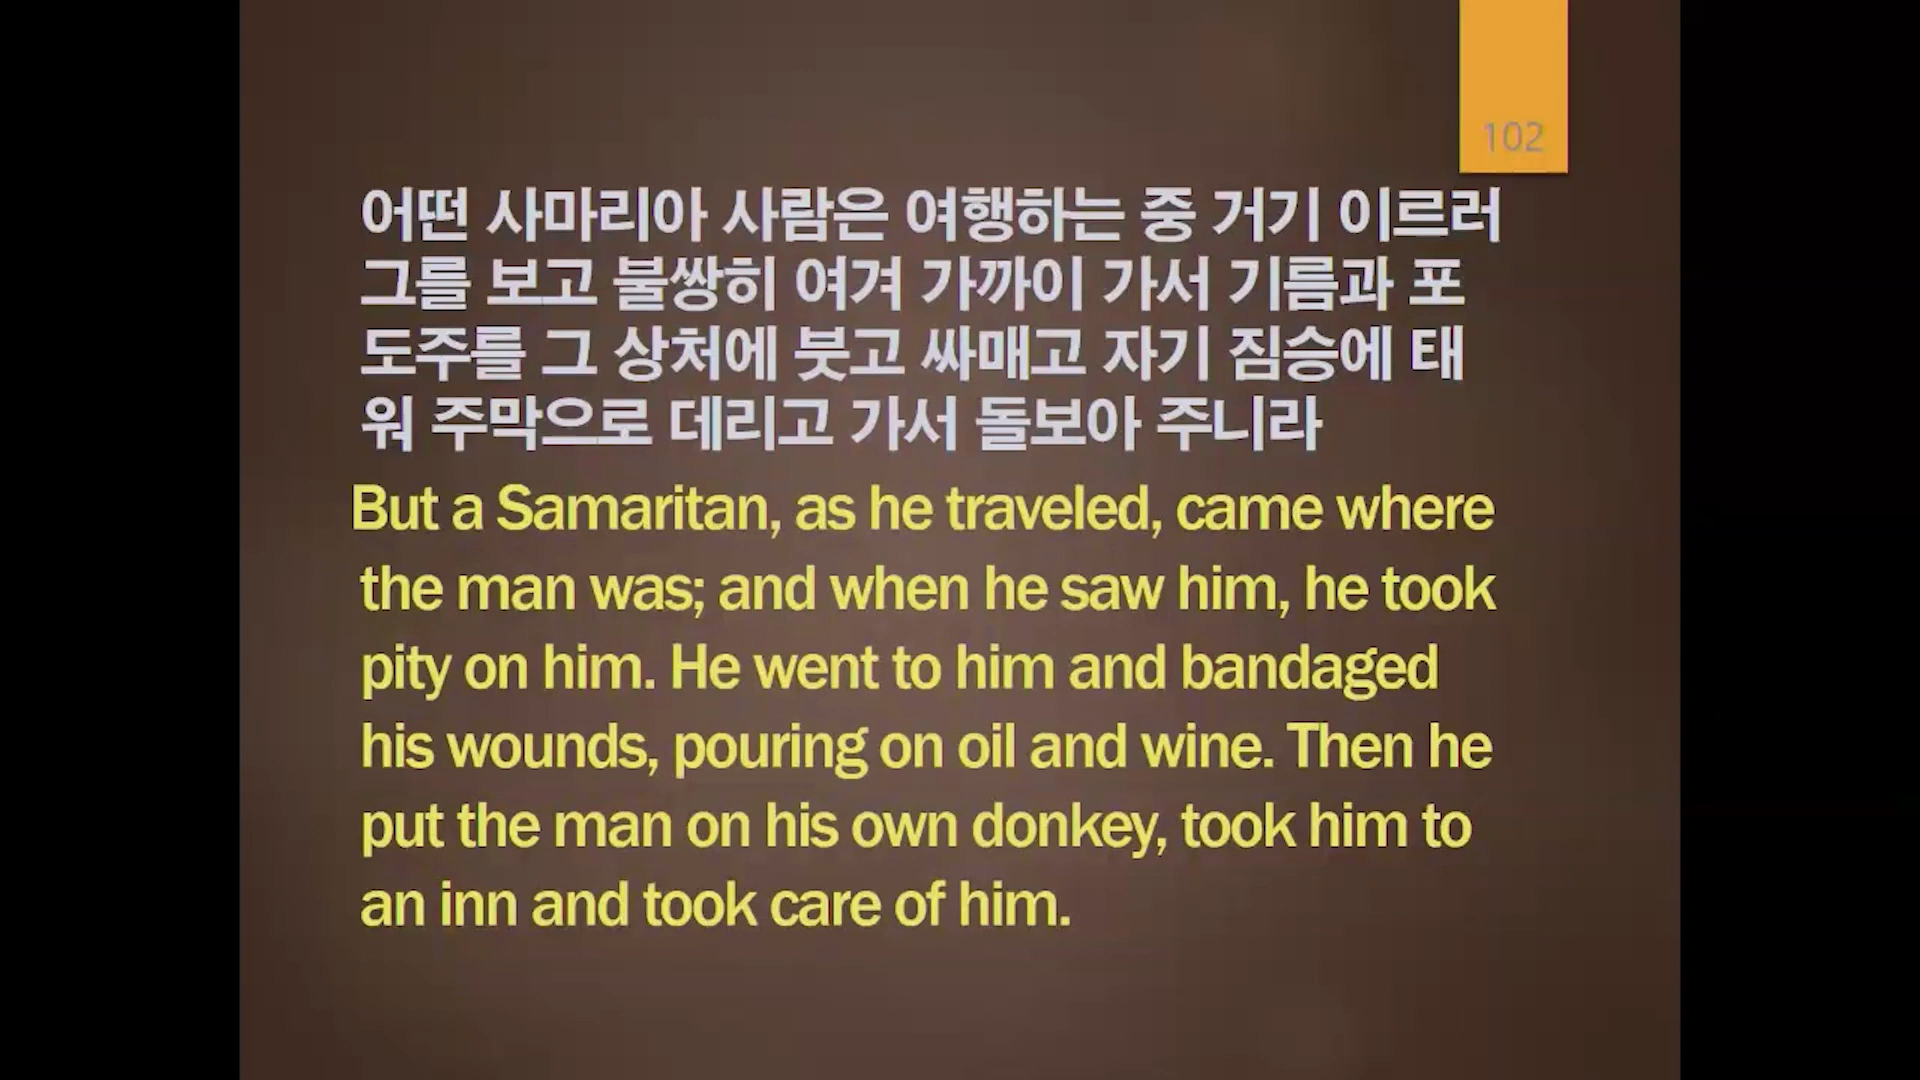 102
어떤 사마리아 사람은 여행하는 중 거기 이르러
그를 보고 불쌍히 여겨 가까이 가서 기름과 포
도주를 그 상처에 붓고 싸매고 자기 짐승에 태
워 주막으로 데리고 가서 돌보아 주니라
But a Samaritan, as he traveled, came where
the man was; and when he saw him, he took
pity on him. He went to him and bandaged
his wounds, pouring on oil and wine. Then he
put the man on his own donkey, took him to
an inn and took care of him.